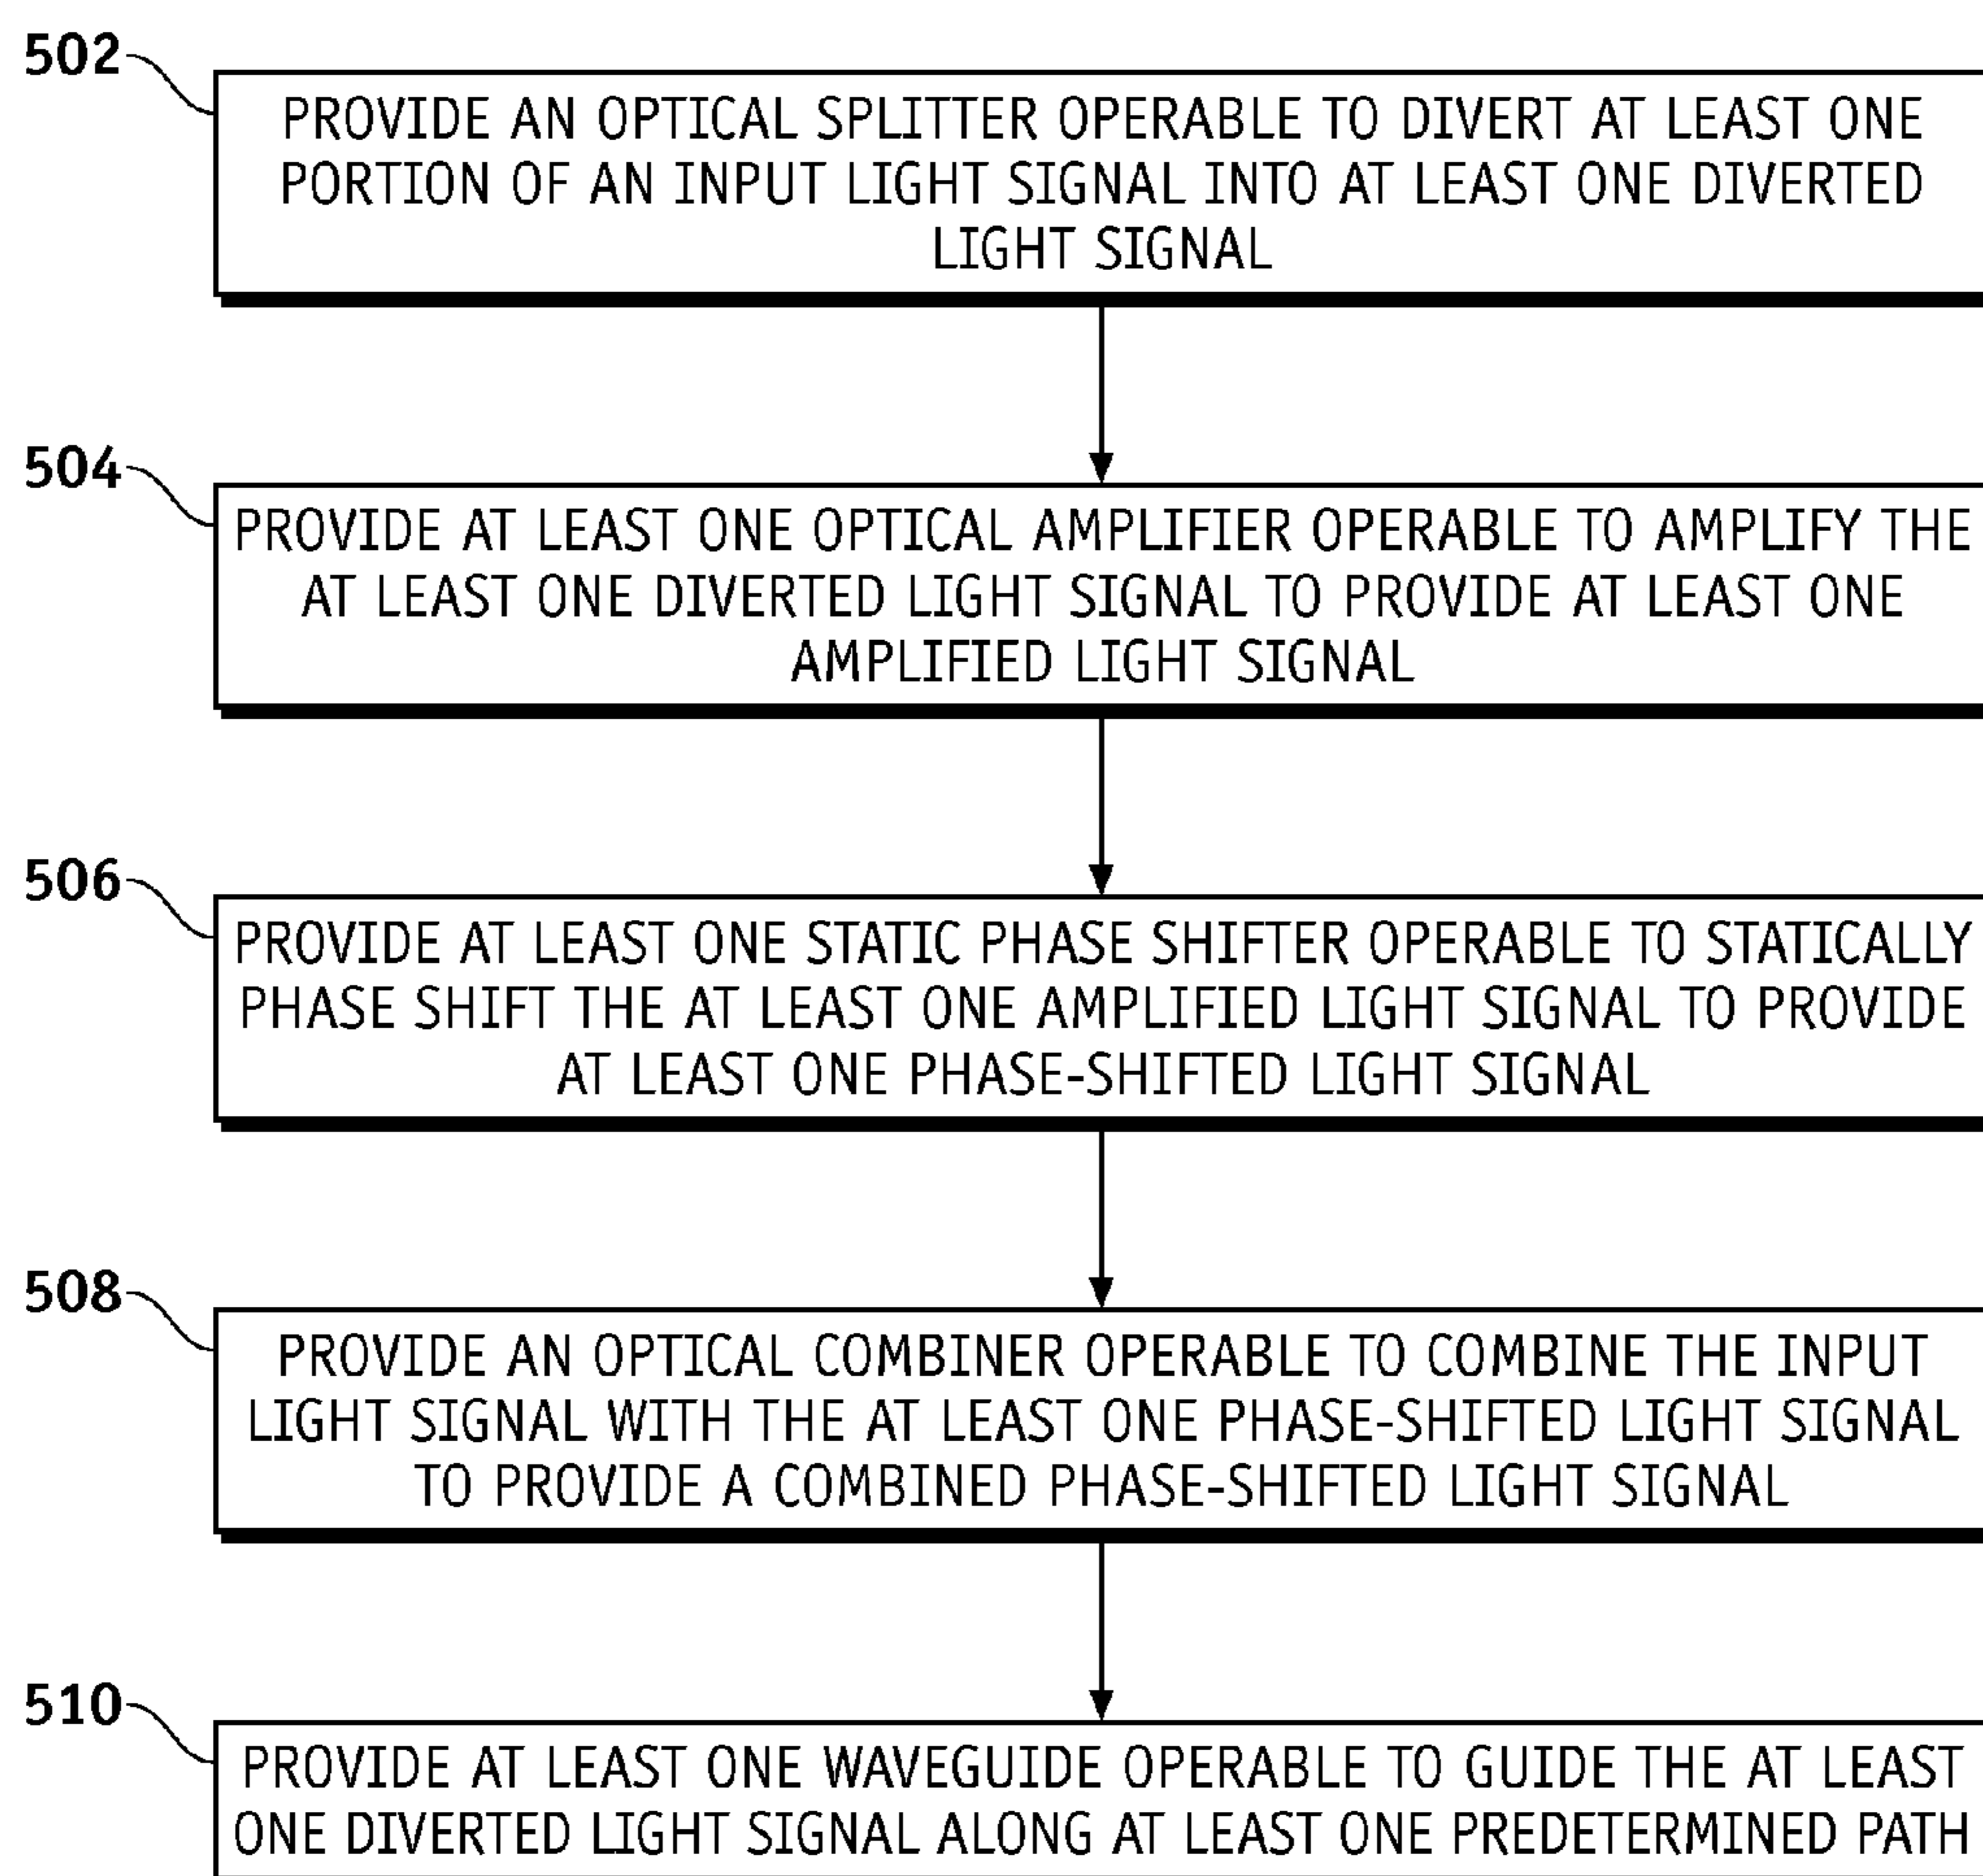 502
PROVIDE AN OPTICAL SPLITTER OPERABLE TO DIVERT AT LEAST ONE
PORTION OF AN INPUT LIGHT SIGNAL INTO AT LEAST ONE DIVERTED
LIGHT SIGNAL
504
PROVIDE AT LEAST ONE OPTICAL AMPLIFIER OPERABLE TO AMPLIFY THE
AT LEAST ONE DIVERTED LIGHT SIGNAL TO PROVIDE AT LEAST ONE
AMPLIFIED LIGHT SIGNAL
506
PROVIDE AT LEAST ONE STATIC PHASE SHIFTER OPERABLE TO STATICALLY
PHASE SHIFT THE AT LEAST ONE AMPLIFIED LIGHT SIGNAL TO PROVIDE
AT LEAST ONE PHASE-SHIFTED LIGHT SIGNAL
508
PROVIDE AN OPTICAL COMBINER OPERABLE TO COMBINE THE INPUT
LIGHT SIGNAL WITH THE AT LEAST ONE PHASE-SHIFTED LIGHT SIGNAL
TO PROVIDE A COMBINED PHASE-SHIFTED LIGHT SIGNAL
510
PROVIDE AT LEAST ONE WAVEGUIDE OPERABLE TO GUIDE THE AT LEAST
ONE DIVERTED LIGHT SIGNAL ALONG AT LEAST ONE PREDETERMINED PATH